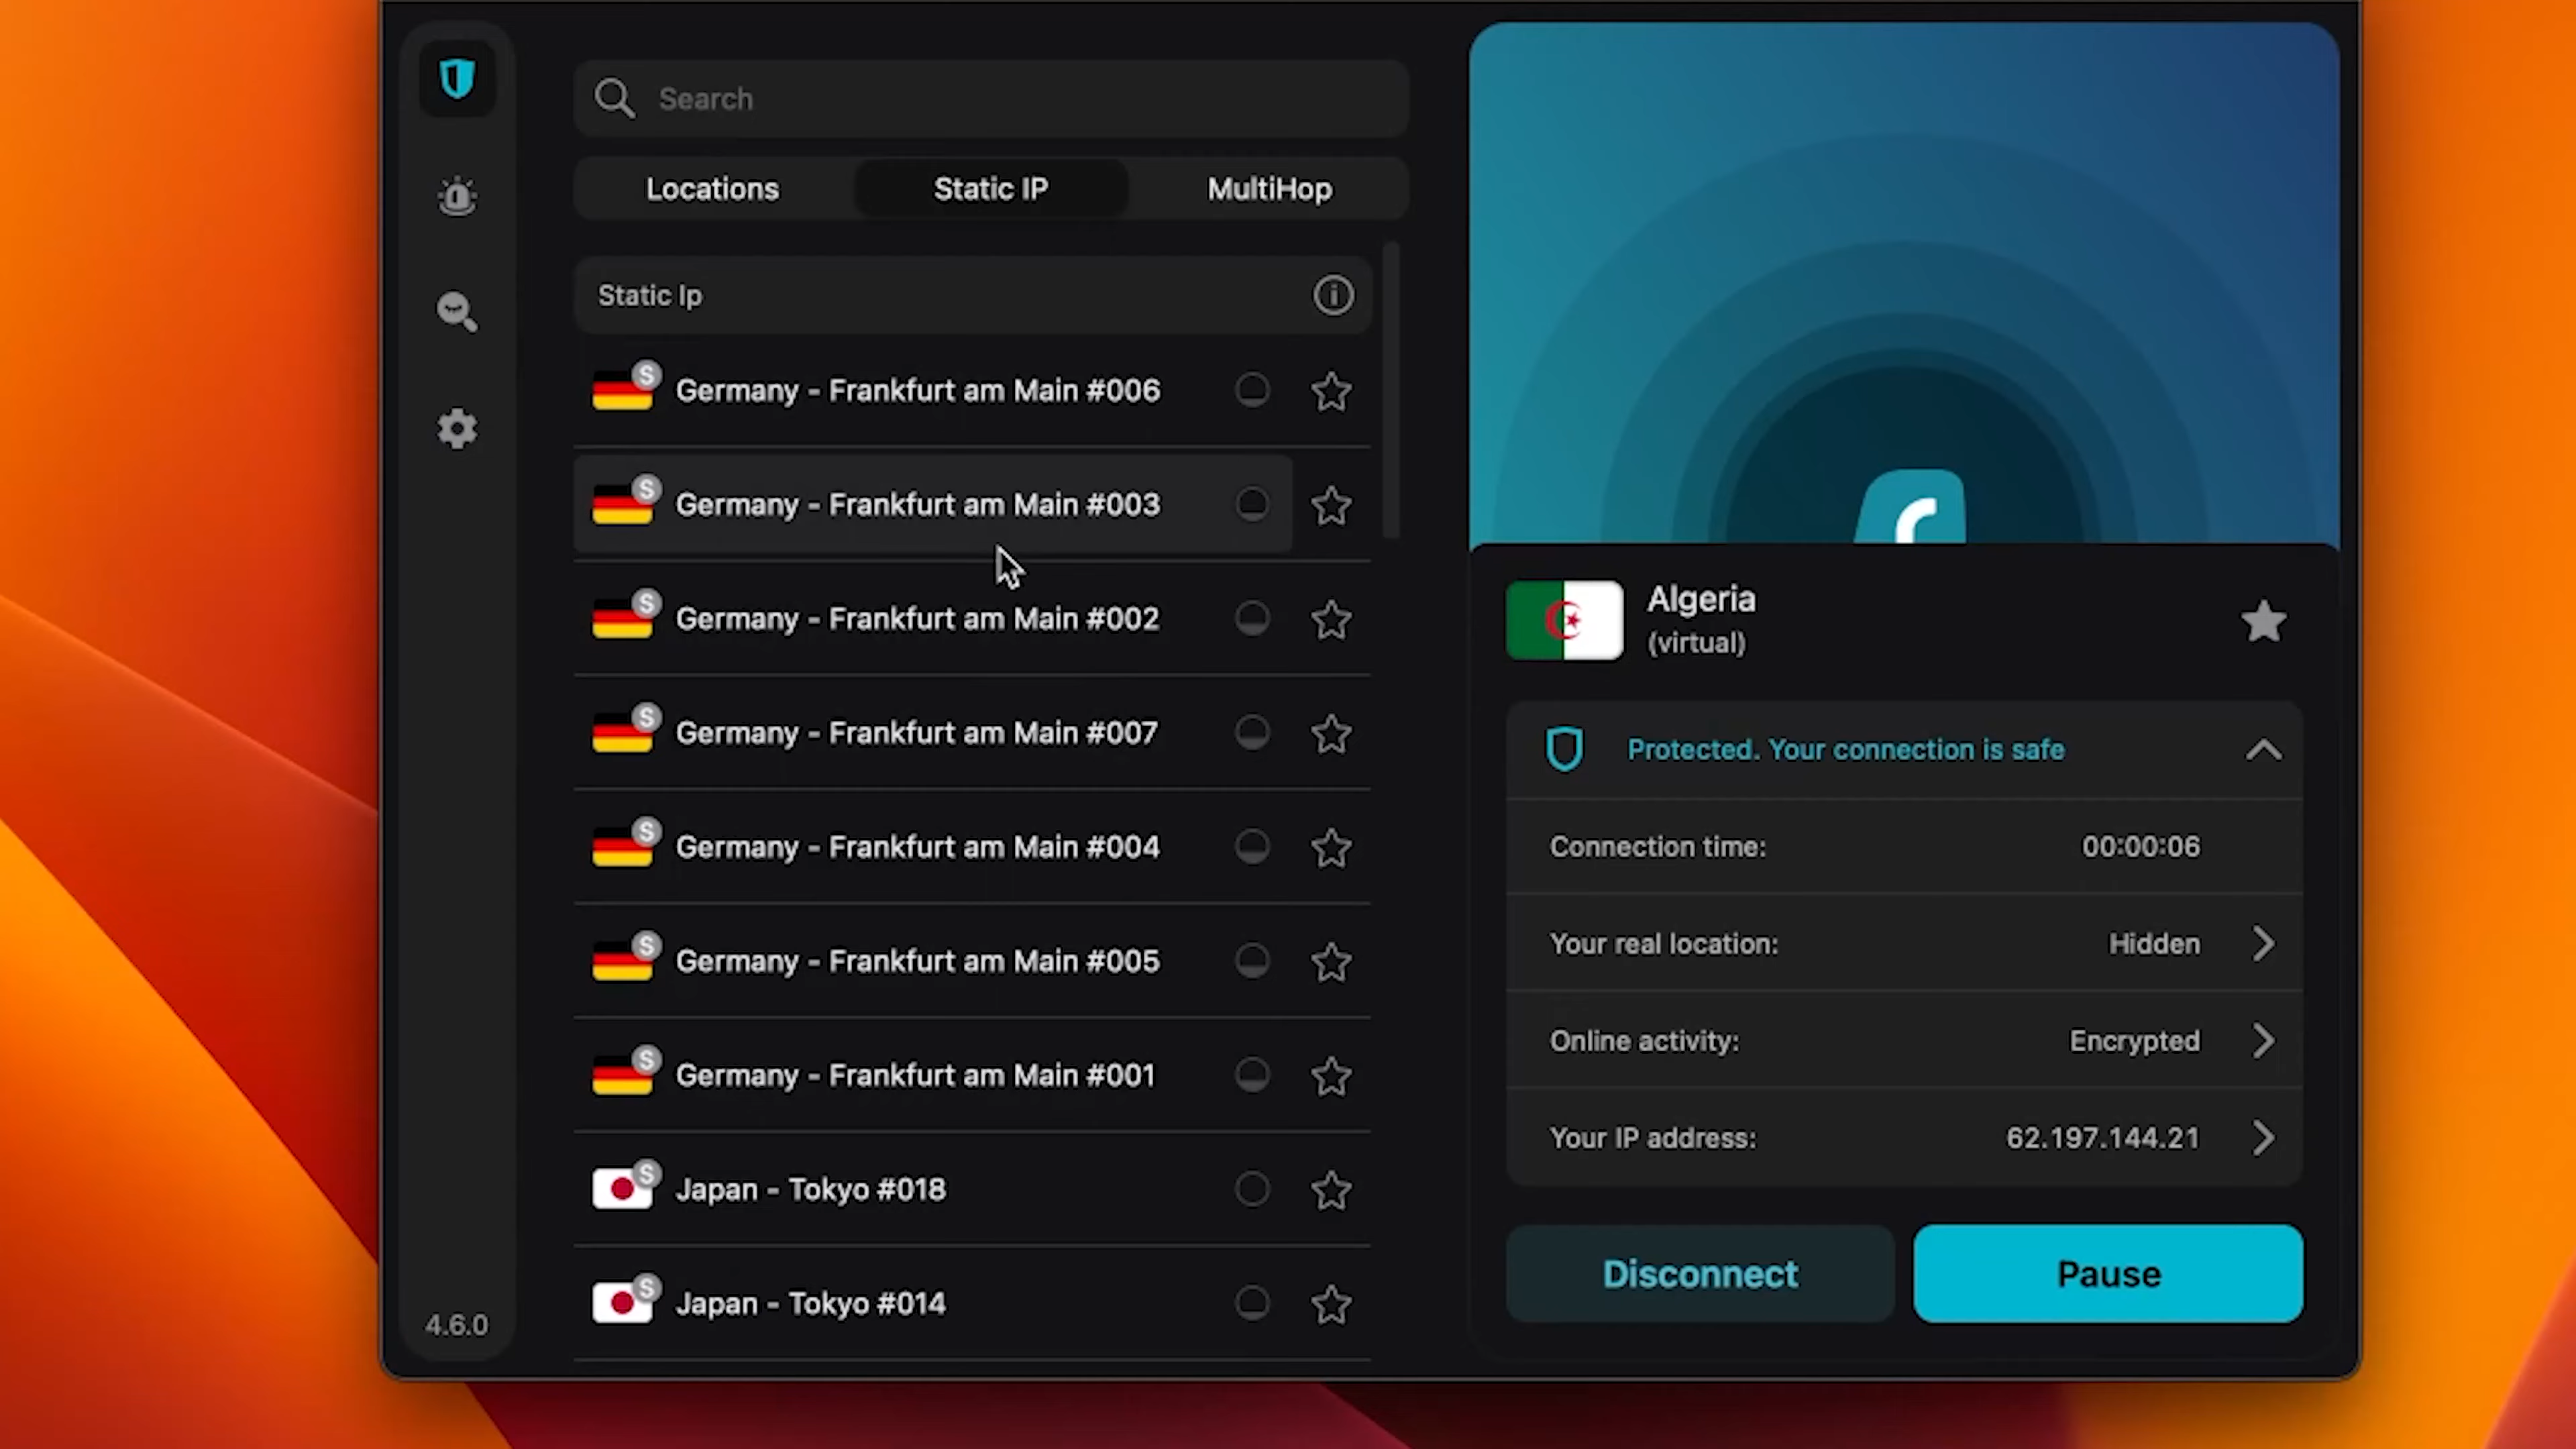 Search
Locations
Static IP
MultiHop
Static Ip
S
Germany - Frankfurt am Main #006
S
Germany - Frankfurt am Main #003
S
Germany - Frankfurt am Main #002
S
Germany - Frankfurt am Main #007
S
Germany - Frankfurt am Main #004
S
Germany - Frankfurt am Main #005
S
Germany - Frankfurt am Main #001
S
Japan - Tokyo #018
S
Japan - Tokyo #014
4.6.0
Algeria
(virtual)
Protected. Your connection is safe
Connection time: 00:00:06
Your real location: Hidden
Online activity: Encrypted
Your IP address: 62.197.144.21
Disconnect
Pause